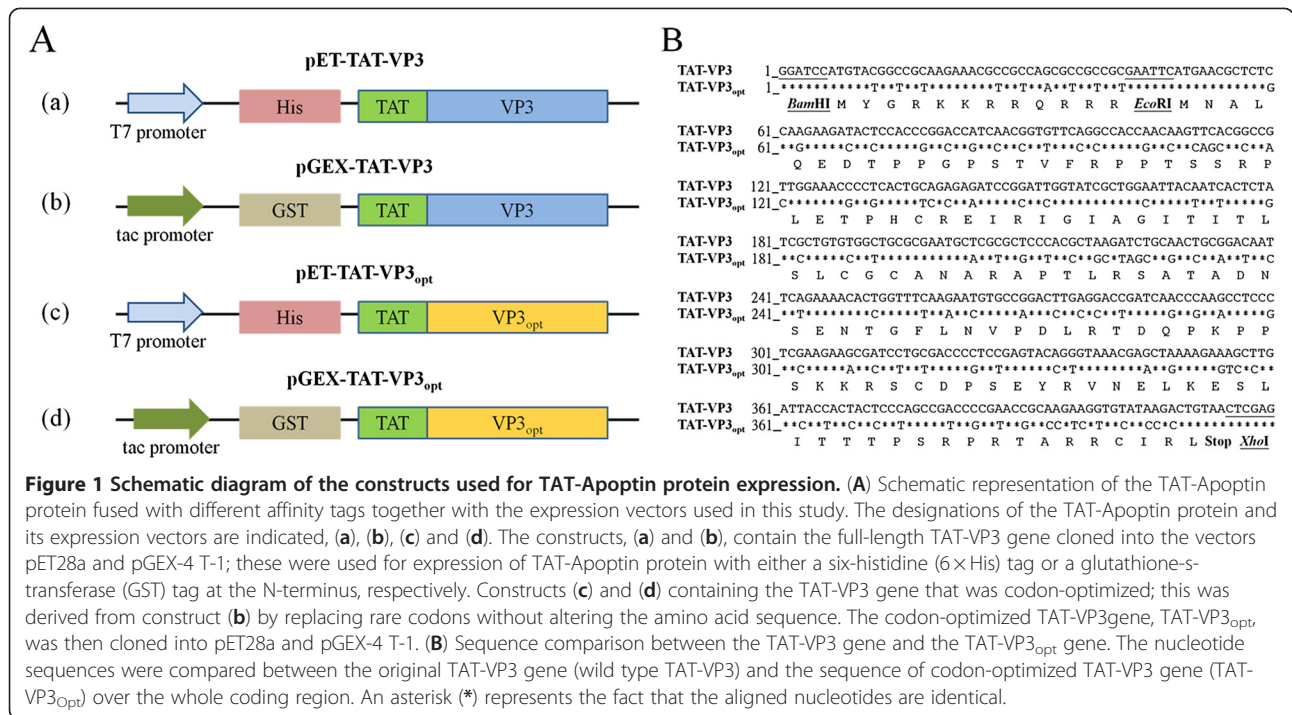 A
pET-TAT-VP3
(a)
T7 promoter
His
TAT
VP3
pGEX-TAT-VP3
(b)
tac promoter
GST
TAT
VP3
pET-TAT-VP3opt
(c)
T7 promoter
His
TAT
VP3opt
pGEX-TAT-VP3opt
(d)
tac promoter
GST
TAT
VP3opt
B
TAT-VP3 1_GGATCCATGTACGGCCGCAAGAAACGCCGCCAGCGCCGCCGCGAATTCATGAACGCTCTC
TAT-VP3opt 1_**************T**T********T**T**A**T**T**T*****************G
BamHI M Y G R K K R R Q R R R EcoRI M N A L
TAT-VP3 61_CAAGAAGATACTCCACCCGGACCATCAACGGTGTTCAGGCCACCAACAAGTTCACGGCCG
TAT-VP3opt 61_**G*****C**C*****G**C**G**C**C**T***C*C*****G**C**CAGC**C**A
Q E D T P P G P S T V F R P P T S S R P
TAT-VP3 121_TTGGAAACCCCTCACTGCAGAGAGATCCGGATTGGTATCGCTGGAATTACAATCACTCTA
TAT-VP3opt 121_C*******G**G*****TC*C**A*****C**C***********C*****T**T*****G
L E T P H C R E I R I G I A G I T I T L
TAT-VP3 181_TCGCTGTGTGGCTGCGCGAATGCTCGCGCTCCCACGCTAAGATCTGCAACTGCGGACAAT
TAT-VP3opt 181_**C*****C**T***********A**T**G**T**C**GC*TAGC**G**C**A**T**C
S L C G C A N A R A P T L R S A T A D N
TAT-VP3 241_TCAGAAAACACTGGTTTCAAGAATGTGCCGGACTTGAGGACCGATCAACCCAAGCCTCCC
TAT-VP3opt 241_**T********C********A**C*****A***C**C*C**T*****G**G**A*****G
S E N T G F L N V P D L R T D Q P K P P
TAT-VP3 301_TCGAAGAAGCGATCCTGCGACCCCTCCGAGTACAGGGTAAACGAGCTAAAAGAAAGCTTG
TAT-VP3opt 301_**C*****A**C**T**T*****G**T******C*T********A**G*****GTC*C**
S K K R S C D P S E Y R V N E L K E S L
TAT-VP3 361_ATTACCACTACTCCCAGCCGACCCCGAACCGCAAGAAGGTGTATAAGACTGTAACTCGAG
TAT-VP3opt 361_**C**T**C**C**T*****T**G**T**G**CC*TC*T**C**CC*C************
I T T T P S R P R T A R R C I R L Stop XhoI
Figure 1 Schematic diagram of the constructs used for TAT-Apoptin protein expression. (A) Schematic representation of the TAT-Apoptin
protein fused with different affinity tags together with the expression vectors used in this study. The designations of the TAT-Apoptin protein and
its expression vectors are indicated, (a), (b), (c) and (d). The constructs, (a) and (b), contain the full-length TAT-VP3 gene cloned into the vectors
pET28a and pGEX-4 T-1; these were used for expression of TAT-Apoptin protein with either a six-histidine (6 × His) tag or a glutathione-s-
transferase (GST) tag at the N-terminus, respectively. Constructs (c) and (d) containing the TAT-VP3 gene that was codon-optimized; this was
derived from construct (b) by replacing rare codons without altering the amino acid sequence. The codon-optimized TAT-VP3gene, TAT-VP3opt,
was then cloned into pET28a and pGEX-4 T-1. (B) Sequence comparison between the TAT-VP3 gene and the TAT-VP3opt gene. The nucleotide
sequences were compared between the original TAT-VP3 gene (wild type TAT-VP3) and the sequence of codon-optimized TAT-VP3 gene (TAT-
VP3Opt) over the whole coding region. An asterisk (*) represents the fact that the aligned nucleotides are identical.